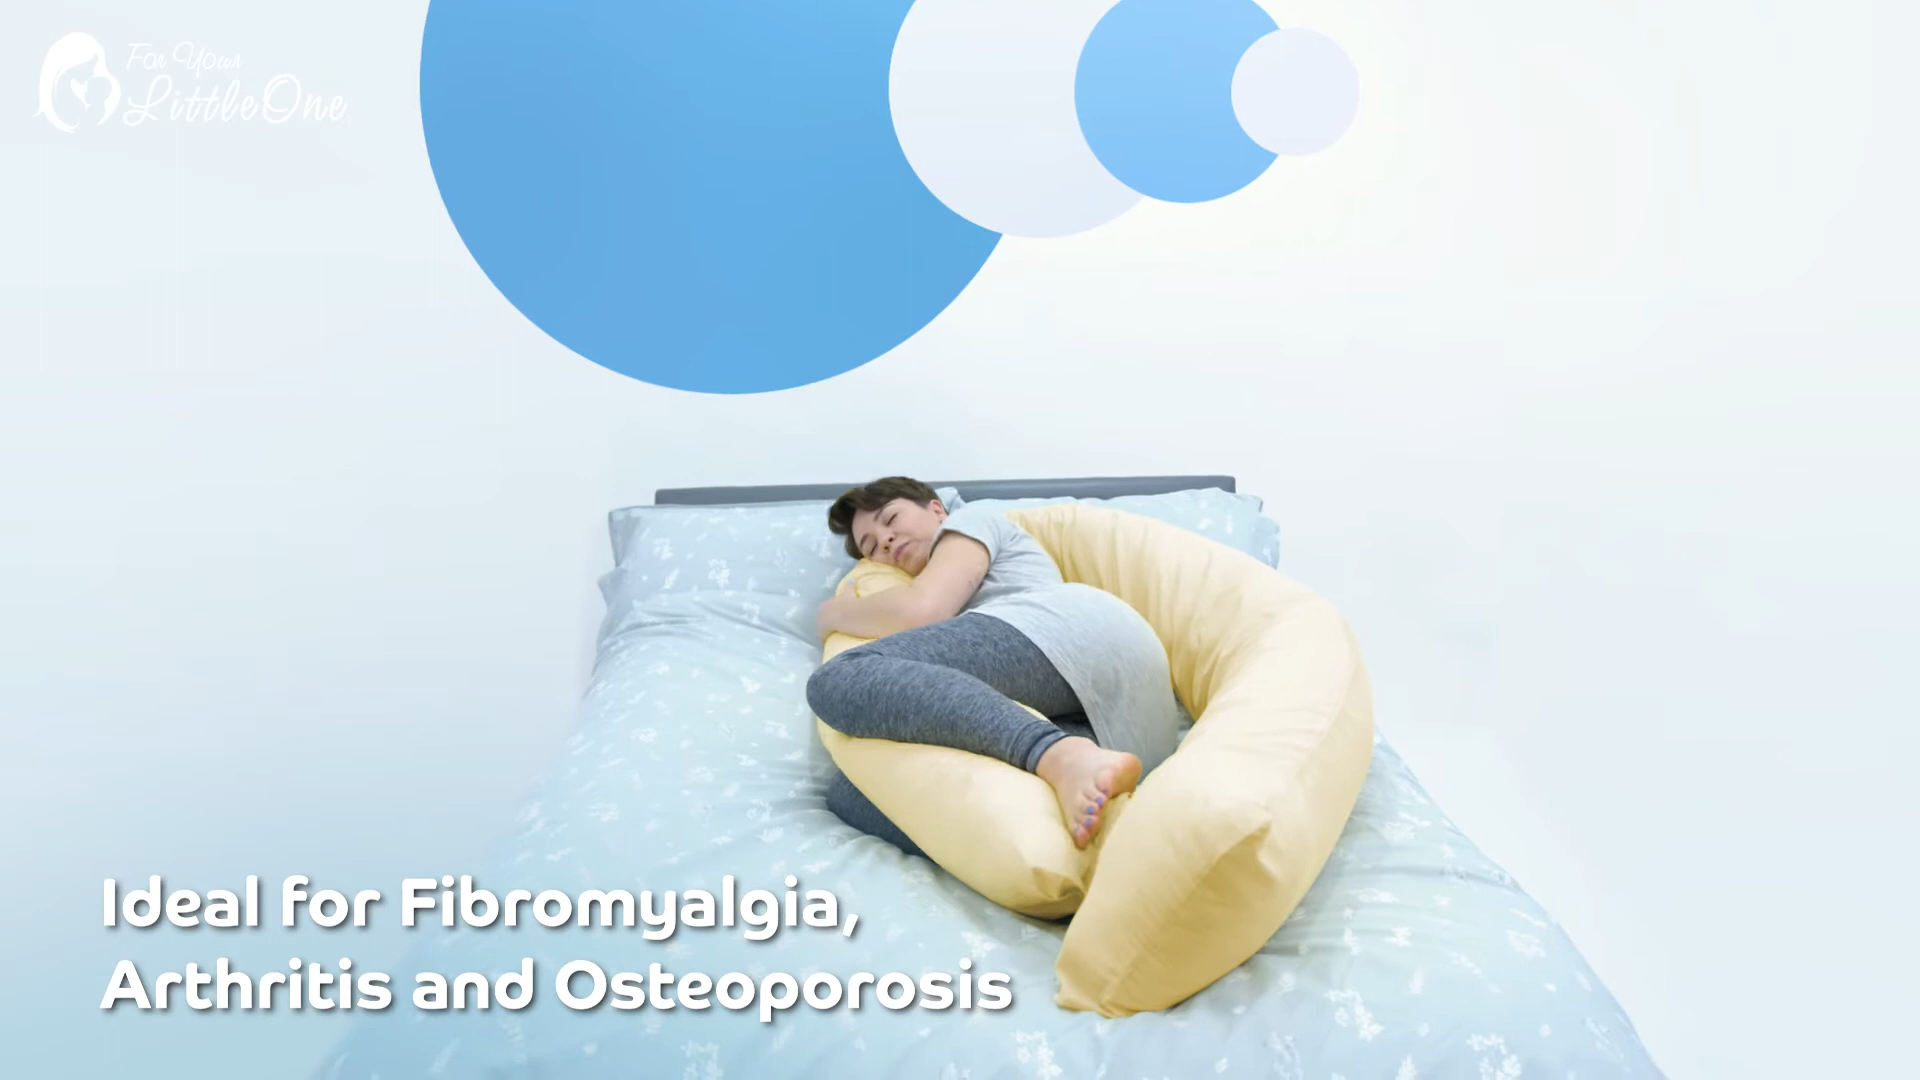 For Your
LittleOne
Ideal for Fibromyalgia,
Arthritis and Osteoporosis